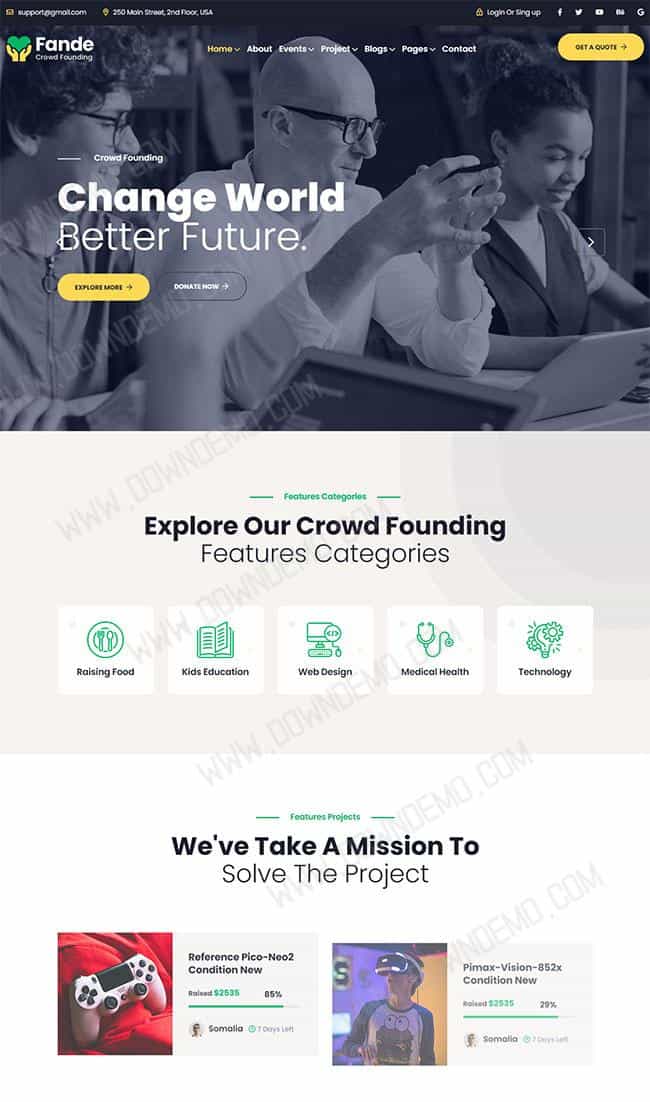 support@gmail.com
250 Main Street, 2nd Floor, USA
Login Or Sing up
Fande
Crowd Founding
Home
About
Events
Project
Blogs
Pages
Contact
GET A QUOTE
Crowd Founding
Change World
Better Future.
EXPLORE MORE
DONATE NOW
WWW.DOWNDEMO.COM
Features Categories
Explore Our Crowd Founding
Features Categories
Raising Food
Kids Education
Web Design
Medical Health
Technology
Features Projects
We've Take A Mission To
Solve The Project
Reference Pico-Neo2
Condition New
Raised $2535
85%
Somalia
7 Days Left
Pimax-Vision-852x
Condition New
Raised $2535
29%
Somalia
7 Days Left